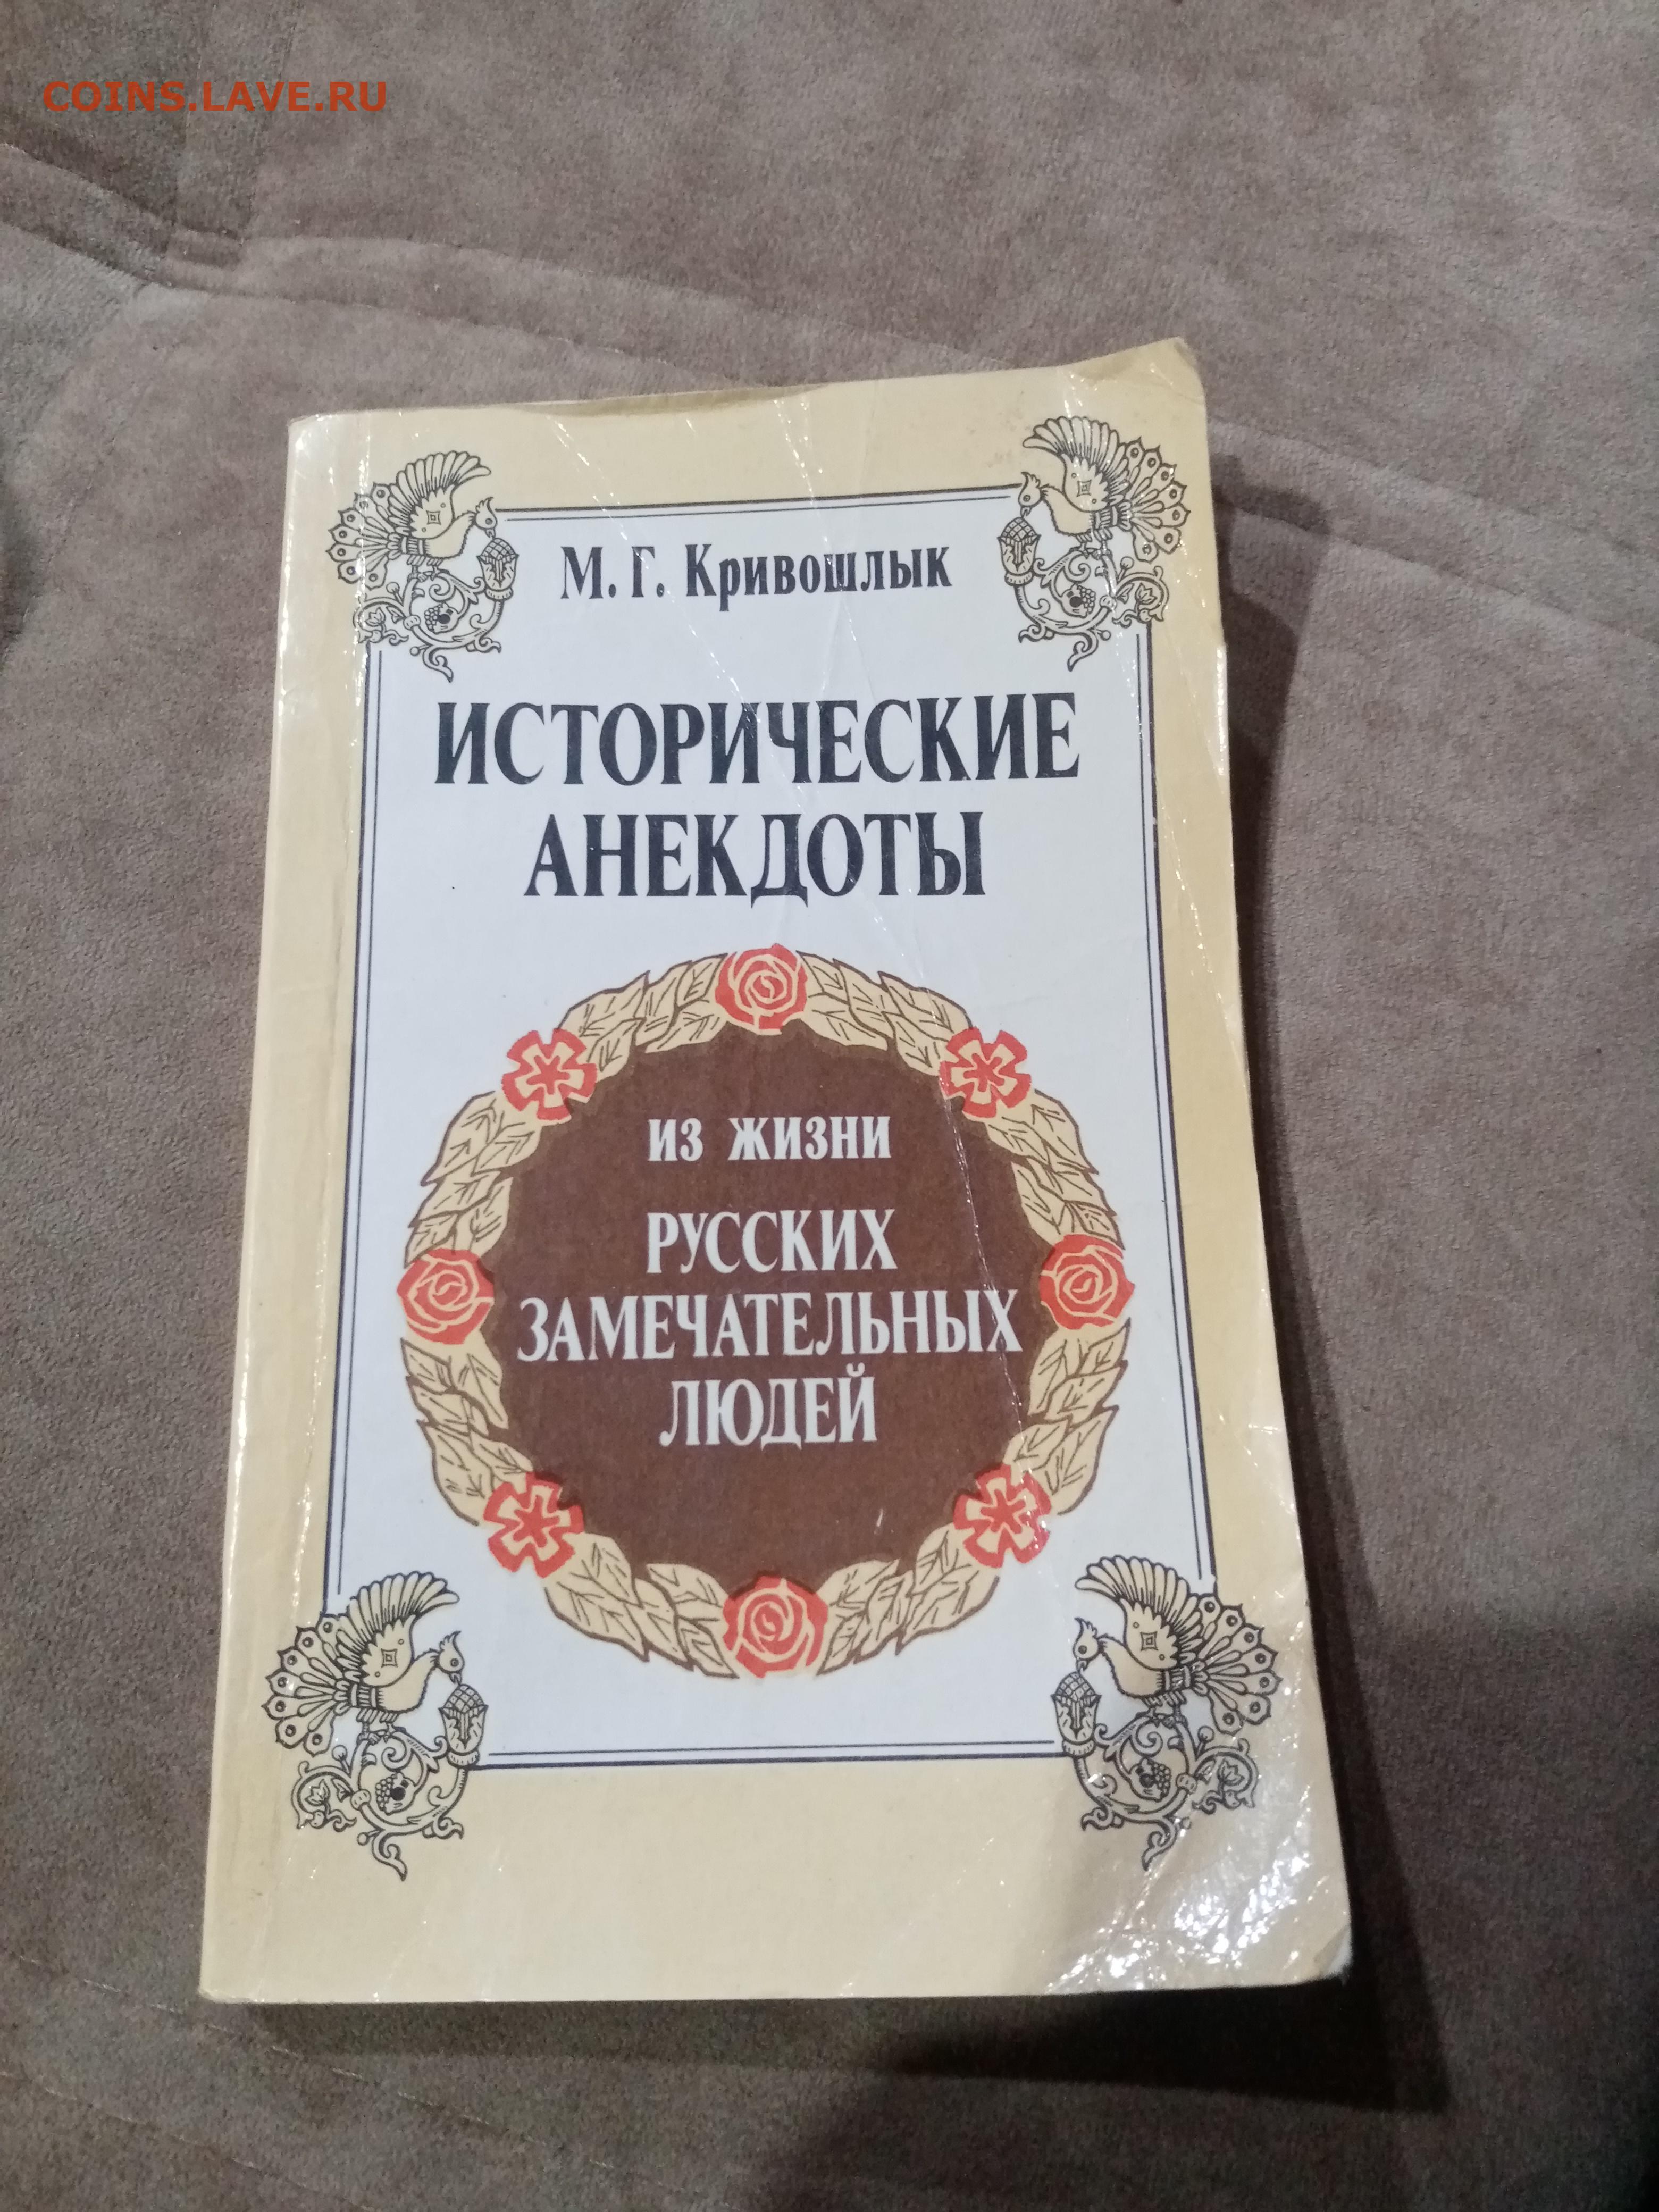 COINS.LAVE.RU
М. Г. Кривошлык
ИСТОРИЧЕСКИЕ
АНЕКДОТЫ
ИЗ ЖИЗНИ
РУССКИХ
ЗАМЕЧАТЕЛЬНЫХ
ЛЮДЕЙ